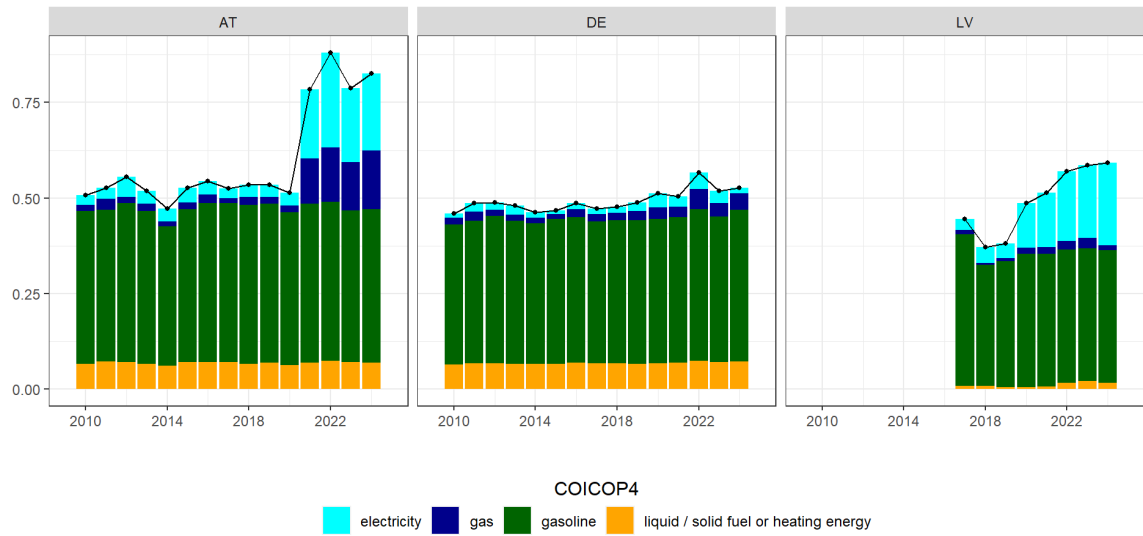 AT DE LV
0.75
0.50
0.25
0.00
2010 2014 2018 2022 2010 2014 2018 2022 2010 2014 2018 2022
COICOP4
electricity gas gasoline liquid / solid fuel or heating energy